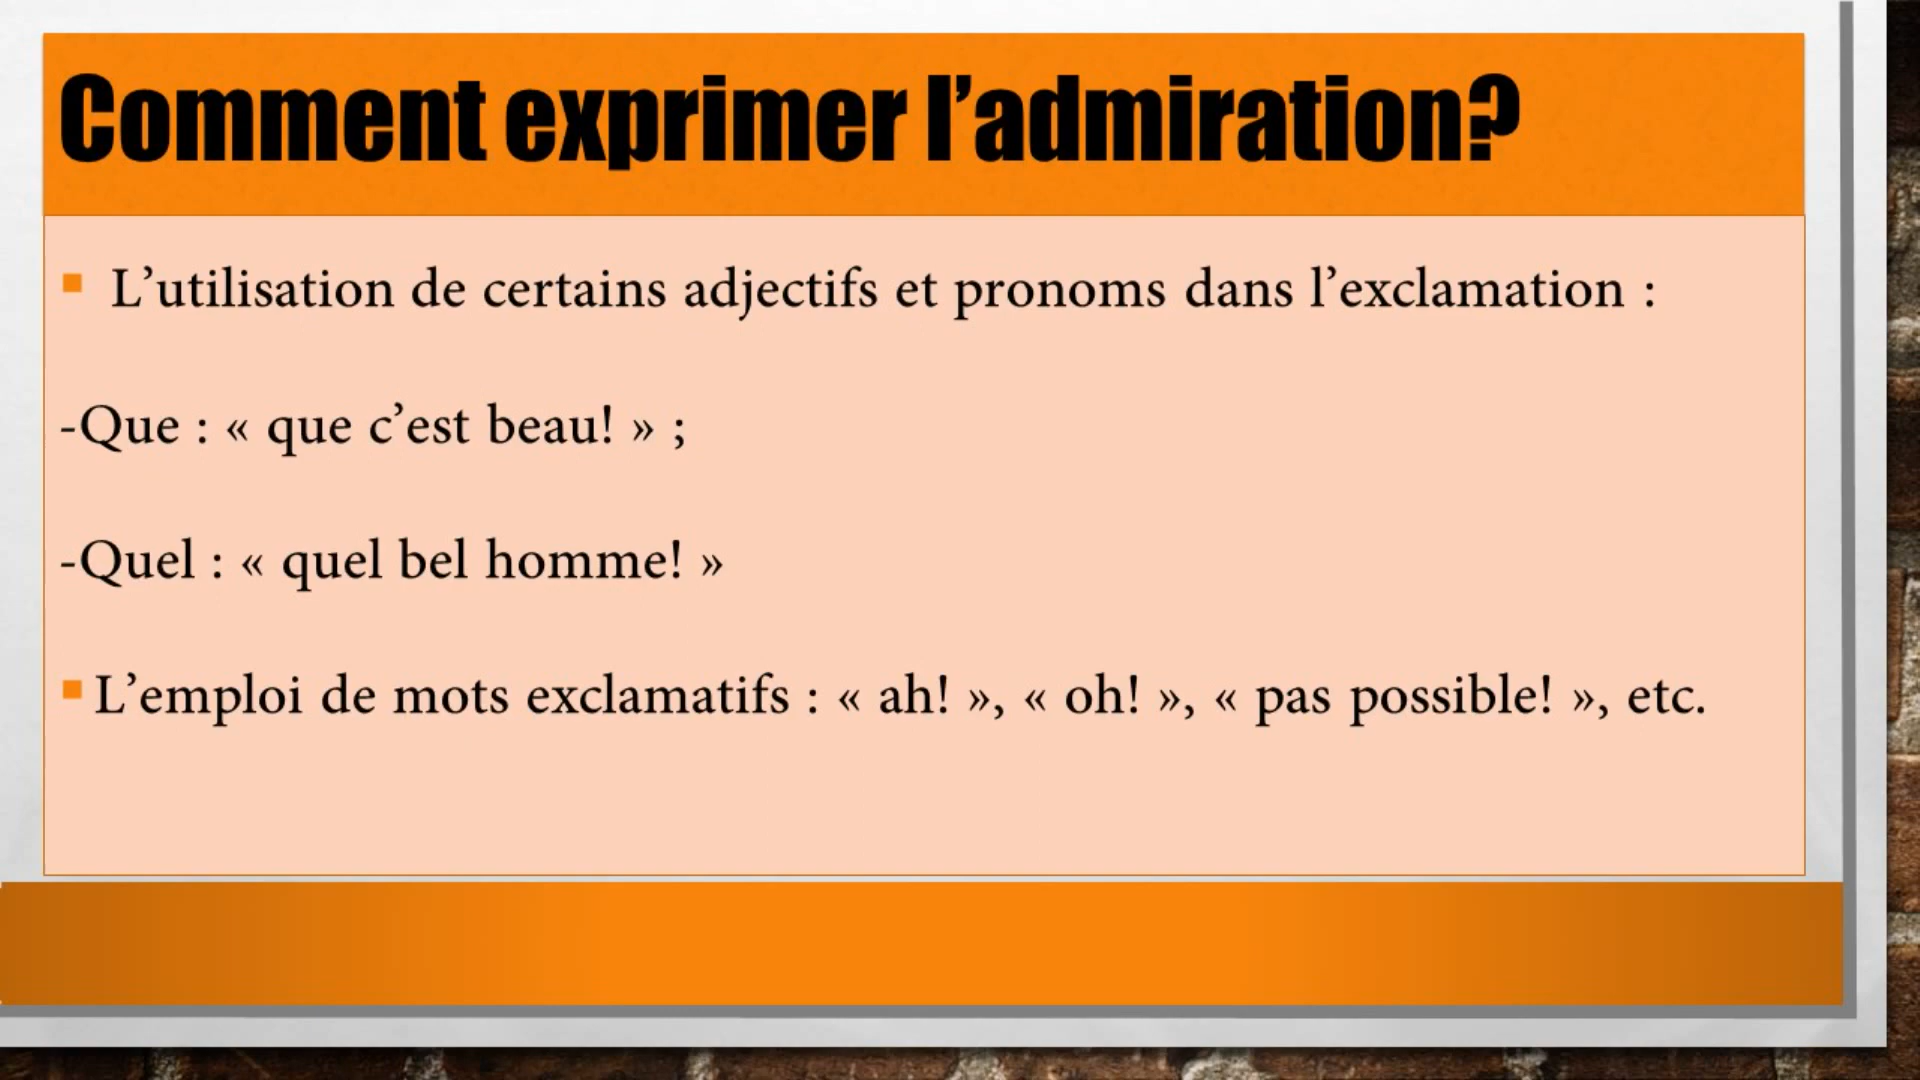 Comment exprimer l’admiration?
▪ L’utilisation de certains adjectifs et pronoms dans l’exclamation :
-Que : « que c’est beau! » ;
-Quel : « quel bel homme! »
▪ L’emploi de mots exclamatifs : « ah! », « oh! », « pas possible! », etc.